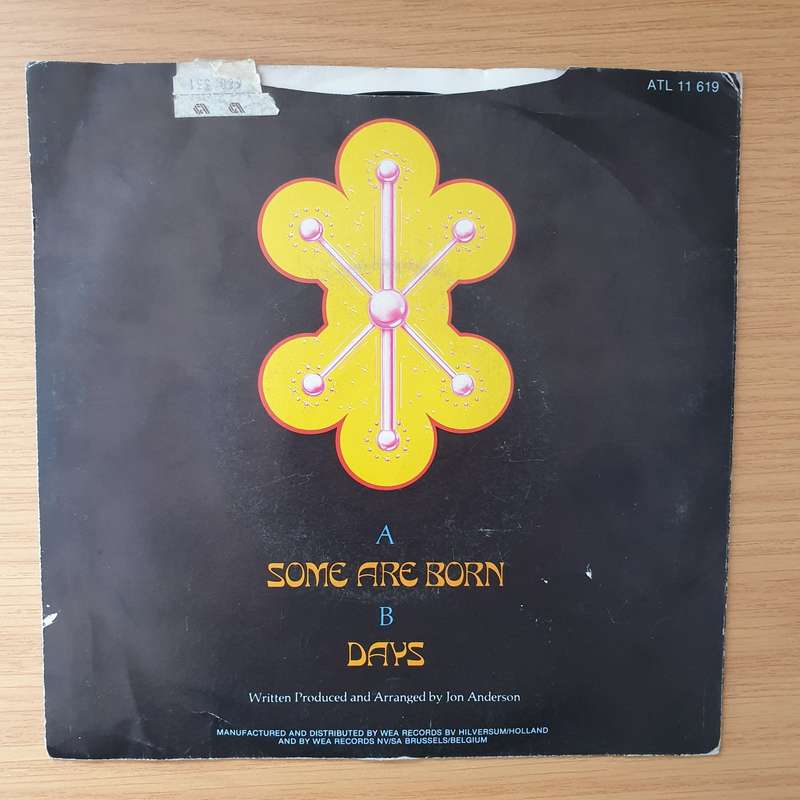 ATL 11 619
A
SOME ARE BORN
B
DAYS
Written Produced and Arranged by Jon Anderson
MANUFACTURED AND DISTRIBUTED BY WEA RECORDS BV HILVERSUM/HOLLAND
AND BY WEA RECORDS NV/SA BRUSSELS/BELGIUM